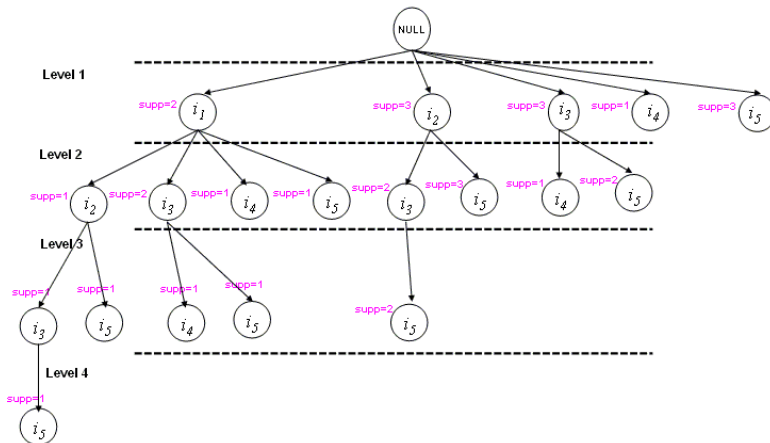 NULL
Level 1
supp=2 i1
supp=3 i2
supp=3 i3
supp=1 i4
supp=3 i5
Level 2
supp=1 i2
supp=2 i3
supp=1 i4
supp=1 i5
supp=2 i3
supp=3 i5
supp=1 i4
supp=2 i5
Level 3
supp=1 i3
supp=1 i5
supp=1 i4
supp=1 i5
supp=2 i5
Level 4
supp=1 i5